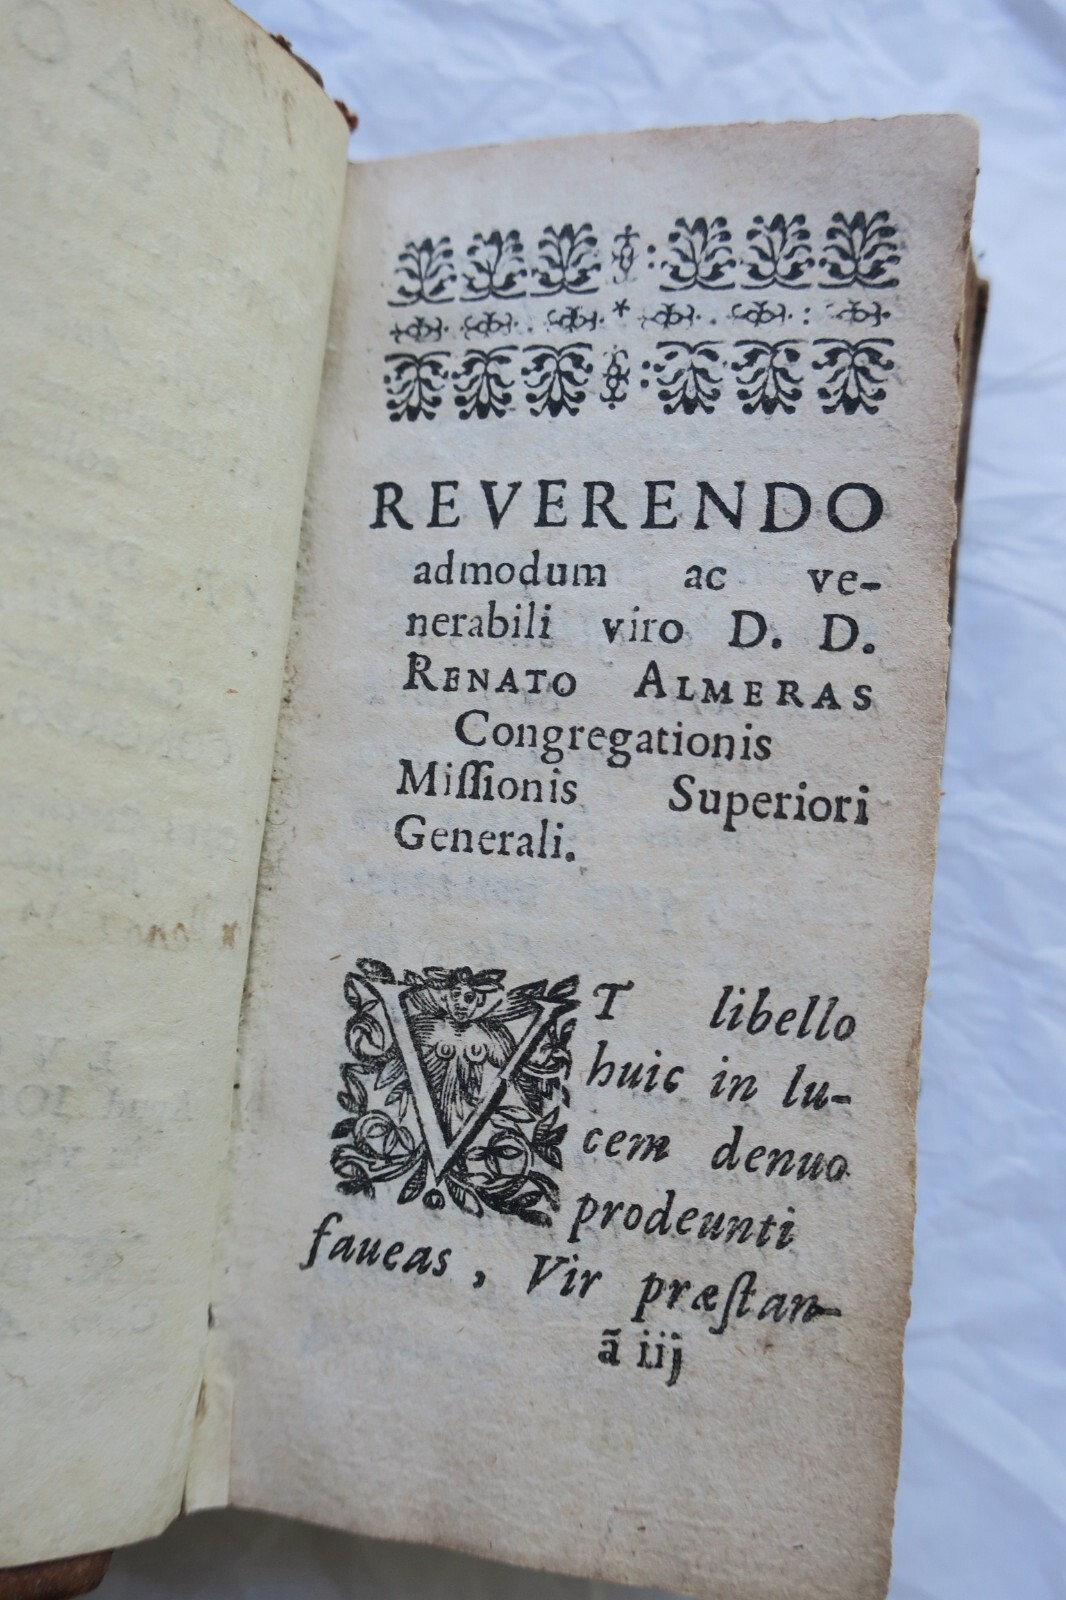 REVERENDO
admodum ac ve-
nerabili viro D. D.
RENATO ALMERAS
Congregationis
Miſſionis Superiori
Generali.
VT libello
huic in lu-
cem denuo
prodeunti
faueas, Vir præſtan-
ã iij